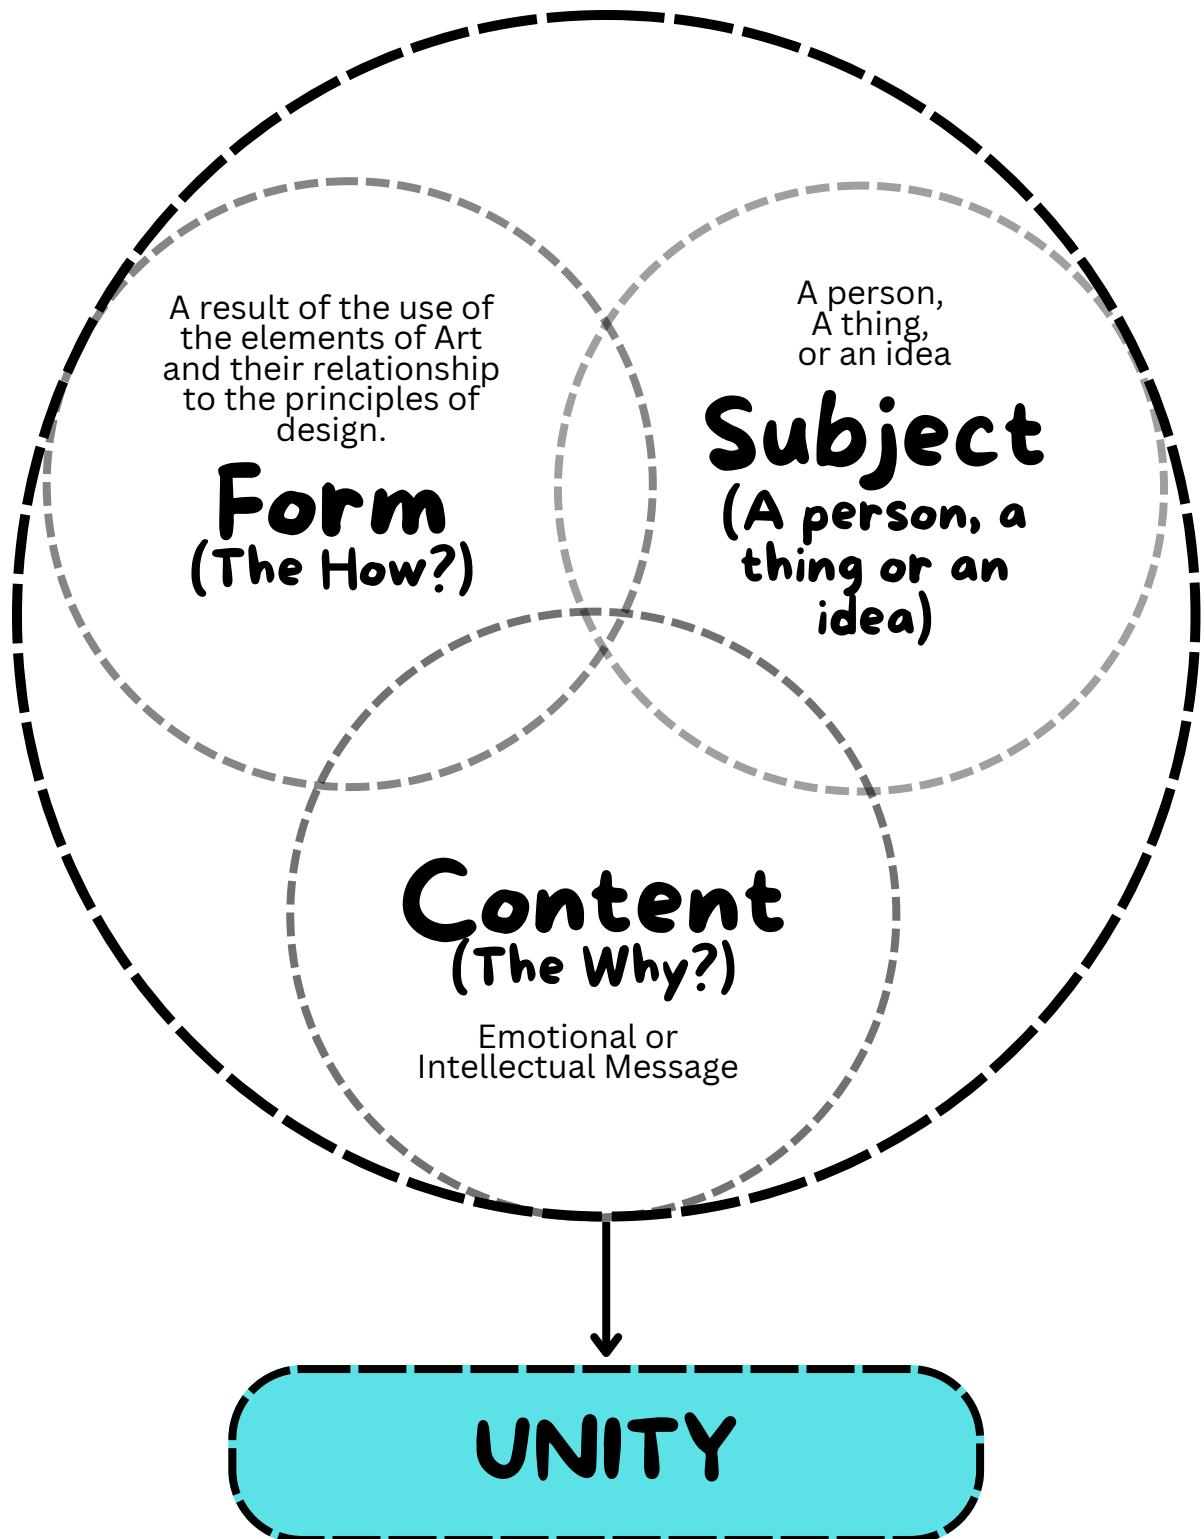 A result of the use of
the elements of Art
and their relationship
to the principles of
design.
Form
(The How?)
A person,
A thing,
or an idea
Subject
(A person, a
thing or an
idea)
Content
(The Why?)
Emotional or
Intellectual Message
UNITY